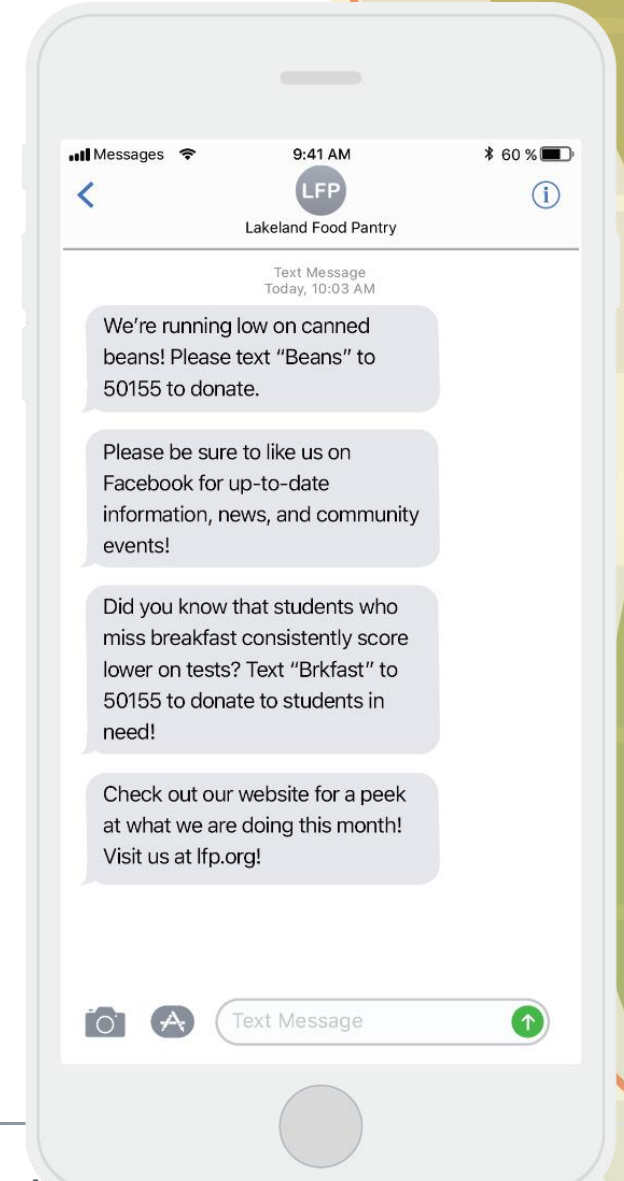 Messages 9:41 AM 60 %
LFP
Lakeland Food Pantry
Text Message
Today, 10:03 AM
We’re running low on canned
beans! Please text “Beans” to
50155 to donate.
Please be sure to like us on
Facebook for up-to-date
information, news, and community
events!
Did you know that students who
miss breakfast consistently score
lower on tests? Text “Brkfast” to
50155 to donate to students in
need!
Check out our website for a peek
at what we are doing this month!
Visit us at lfp.org!
Text Message